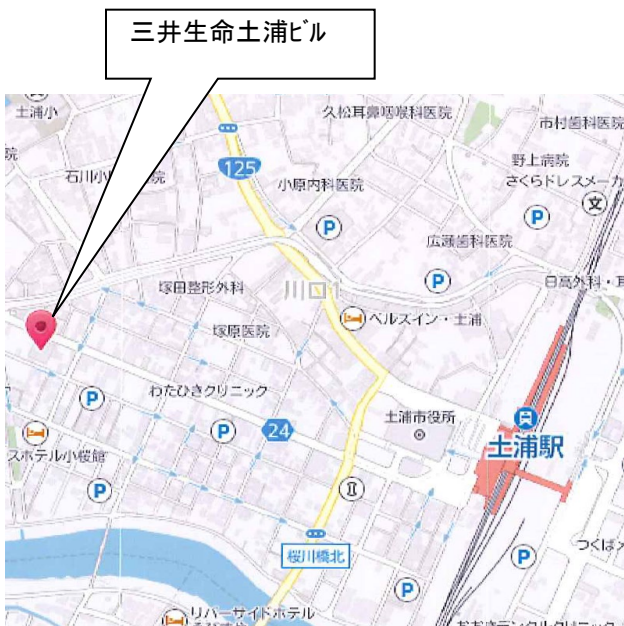 三井生命土浦ビル
土浦小
久松耳鼻咽喉科医院
市村歯科医院
院
石川小
院
125
小原内科医院
野上病院
さくらドレスメーカ
文
P
P
広瀬歯科医院
P
日高外科・耳
塚田整形外科
川口1
ベルズイン・土浦
塚原医院
わたひきクリニック
P
P
24
土浦市役所
土浦駅
スホテル小桜館
P
桜川橋北
P
つくばメ
P
リバーサイドホテル